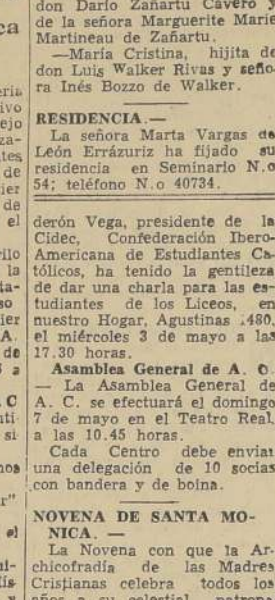 don Darío Zañartu Cavero y
de la señora Marguerite Marie
Martineau de Zañartu.
—María Cristina, hijita de
don Luis Walker Rivas y seño-
ra Inés Bozzo de Walker.
RESIDENCIA.—
La señora Marta Vargas de
León Errázuriz ha fijado su
residencia en Seminario N.o
54; teléfono N.o 40734.
derón Vega, presidente de la
Cidec, Confederación Ibero-
Americana de Estudiantes Ca-
tólicos, ha tenido la gentileza
de dar una charla para las es-
tudiantes de los Liceos, en
nuestro Hogar, Agustinas 1480,
el miércoles 3 de mayo a las
17.30 horas.
Asamblea General de A. C.
— La Asamblea General de
A. C. se efectuará el domingo
7 de mayo en el Teatro Real
a las 10.45 horas.
Cada Centro debe enviar
una delegación de 10 socias
con bandera y de boina.
NOVENA DE SANTA MO-
NICA. —
La Novena con que la Ar-
chicofradía de las Madres
Cristianas celebra todos los
años a su celestial patrona